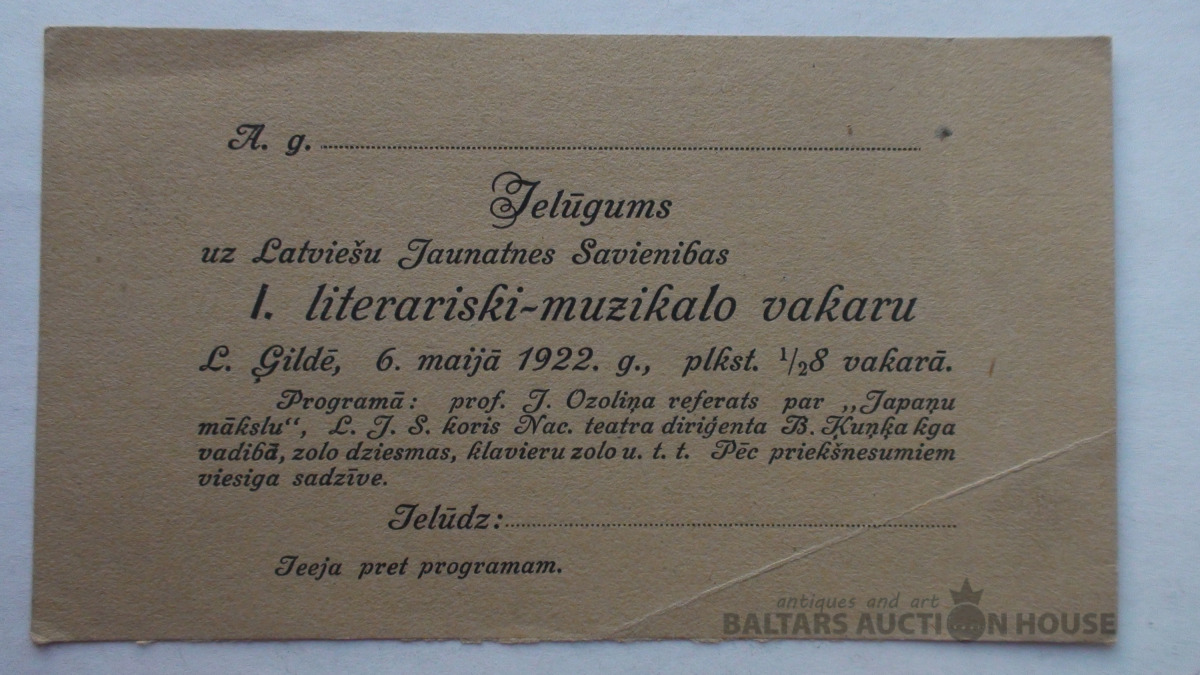 A. g.
Ielūgums
uz Latviešu Jaunatnes Savienības
I. literariski-muzikalo vakaru
L. Ģildē, 6. maijā 1922. g., plkst. ½8 vakarā.
Programā: prof. J. Ozoliņa referats par „Japaņu
mākslu“, L. J. S. koris Nac. teatra diriģenta B. Ķuņķa kga
vadibā, zolo dziesmas, klavieru zolo u. t. t. Pēc priekšnesumiem
viesiga sadzīve.
Ielūdz:
Ieeja pret programam.
antiques and art
BALTARS AUCTION HOUSE